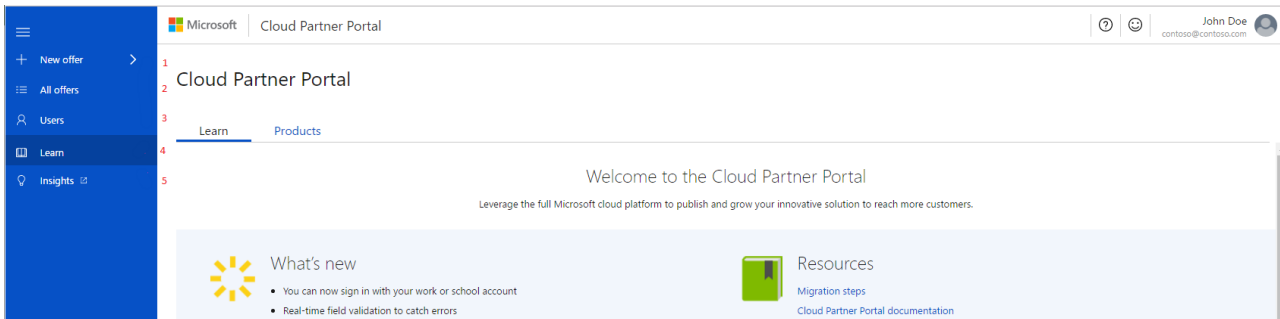 Microsoft Cloud Partner Portal
John Doe
contoso@contoso.com
New offer 1
All offers 2
Users 3
Learn 4
Insights 5
Cloud Partner Portal
Learn Products
Welcome to the Cloud Partner Portal
Leverage the full Microsoft cloud platform to publish and grow your innovative solution to reach more customers.
What's new
• You can now sign in with your work or school account
• Real-time field validation to catch errors
Resources
Migration steps
Cloud Partner Portal documentation